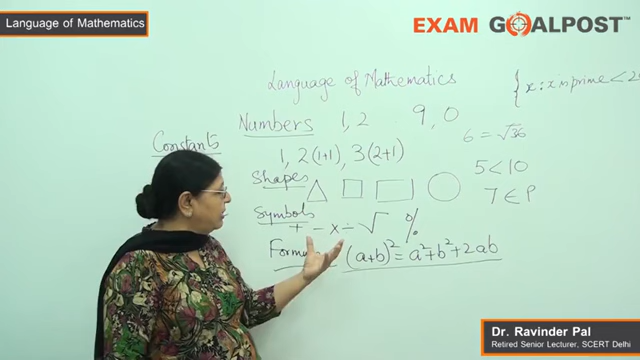 Language of Mathematics
EXAM GOALPOST™
Language of Mathematics
{x : x is prime < 20
Numbers 1, 2 9, 0
6 = √36
Constants
1, 2(1+1), 3(2+1)
5 < 10
Shapes
7 ∈ P
Symbols
+ − × ÷ √ %
(a+b)² = a²+b²+2ab
Dr. Ravinder Pal
Retired Senior Lecturer, SCERT Delhi